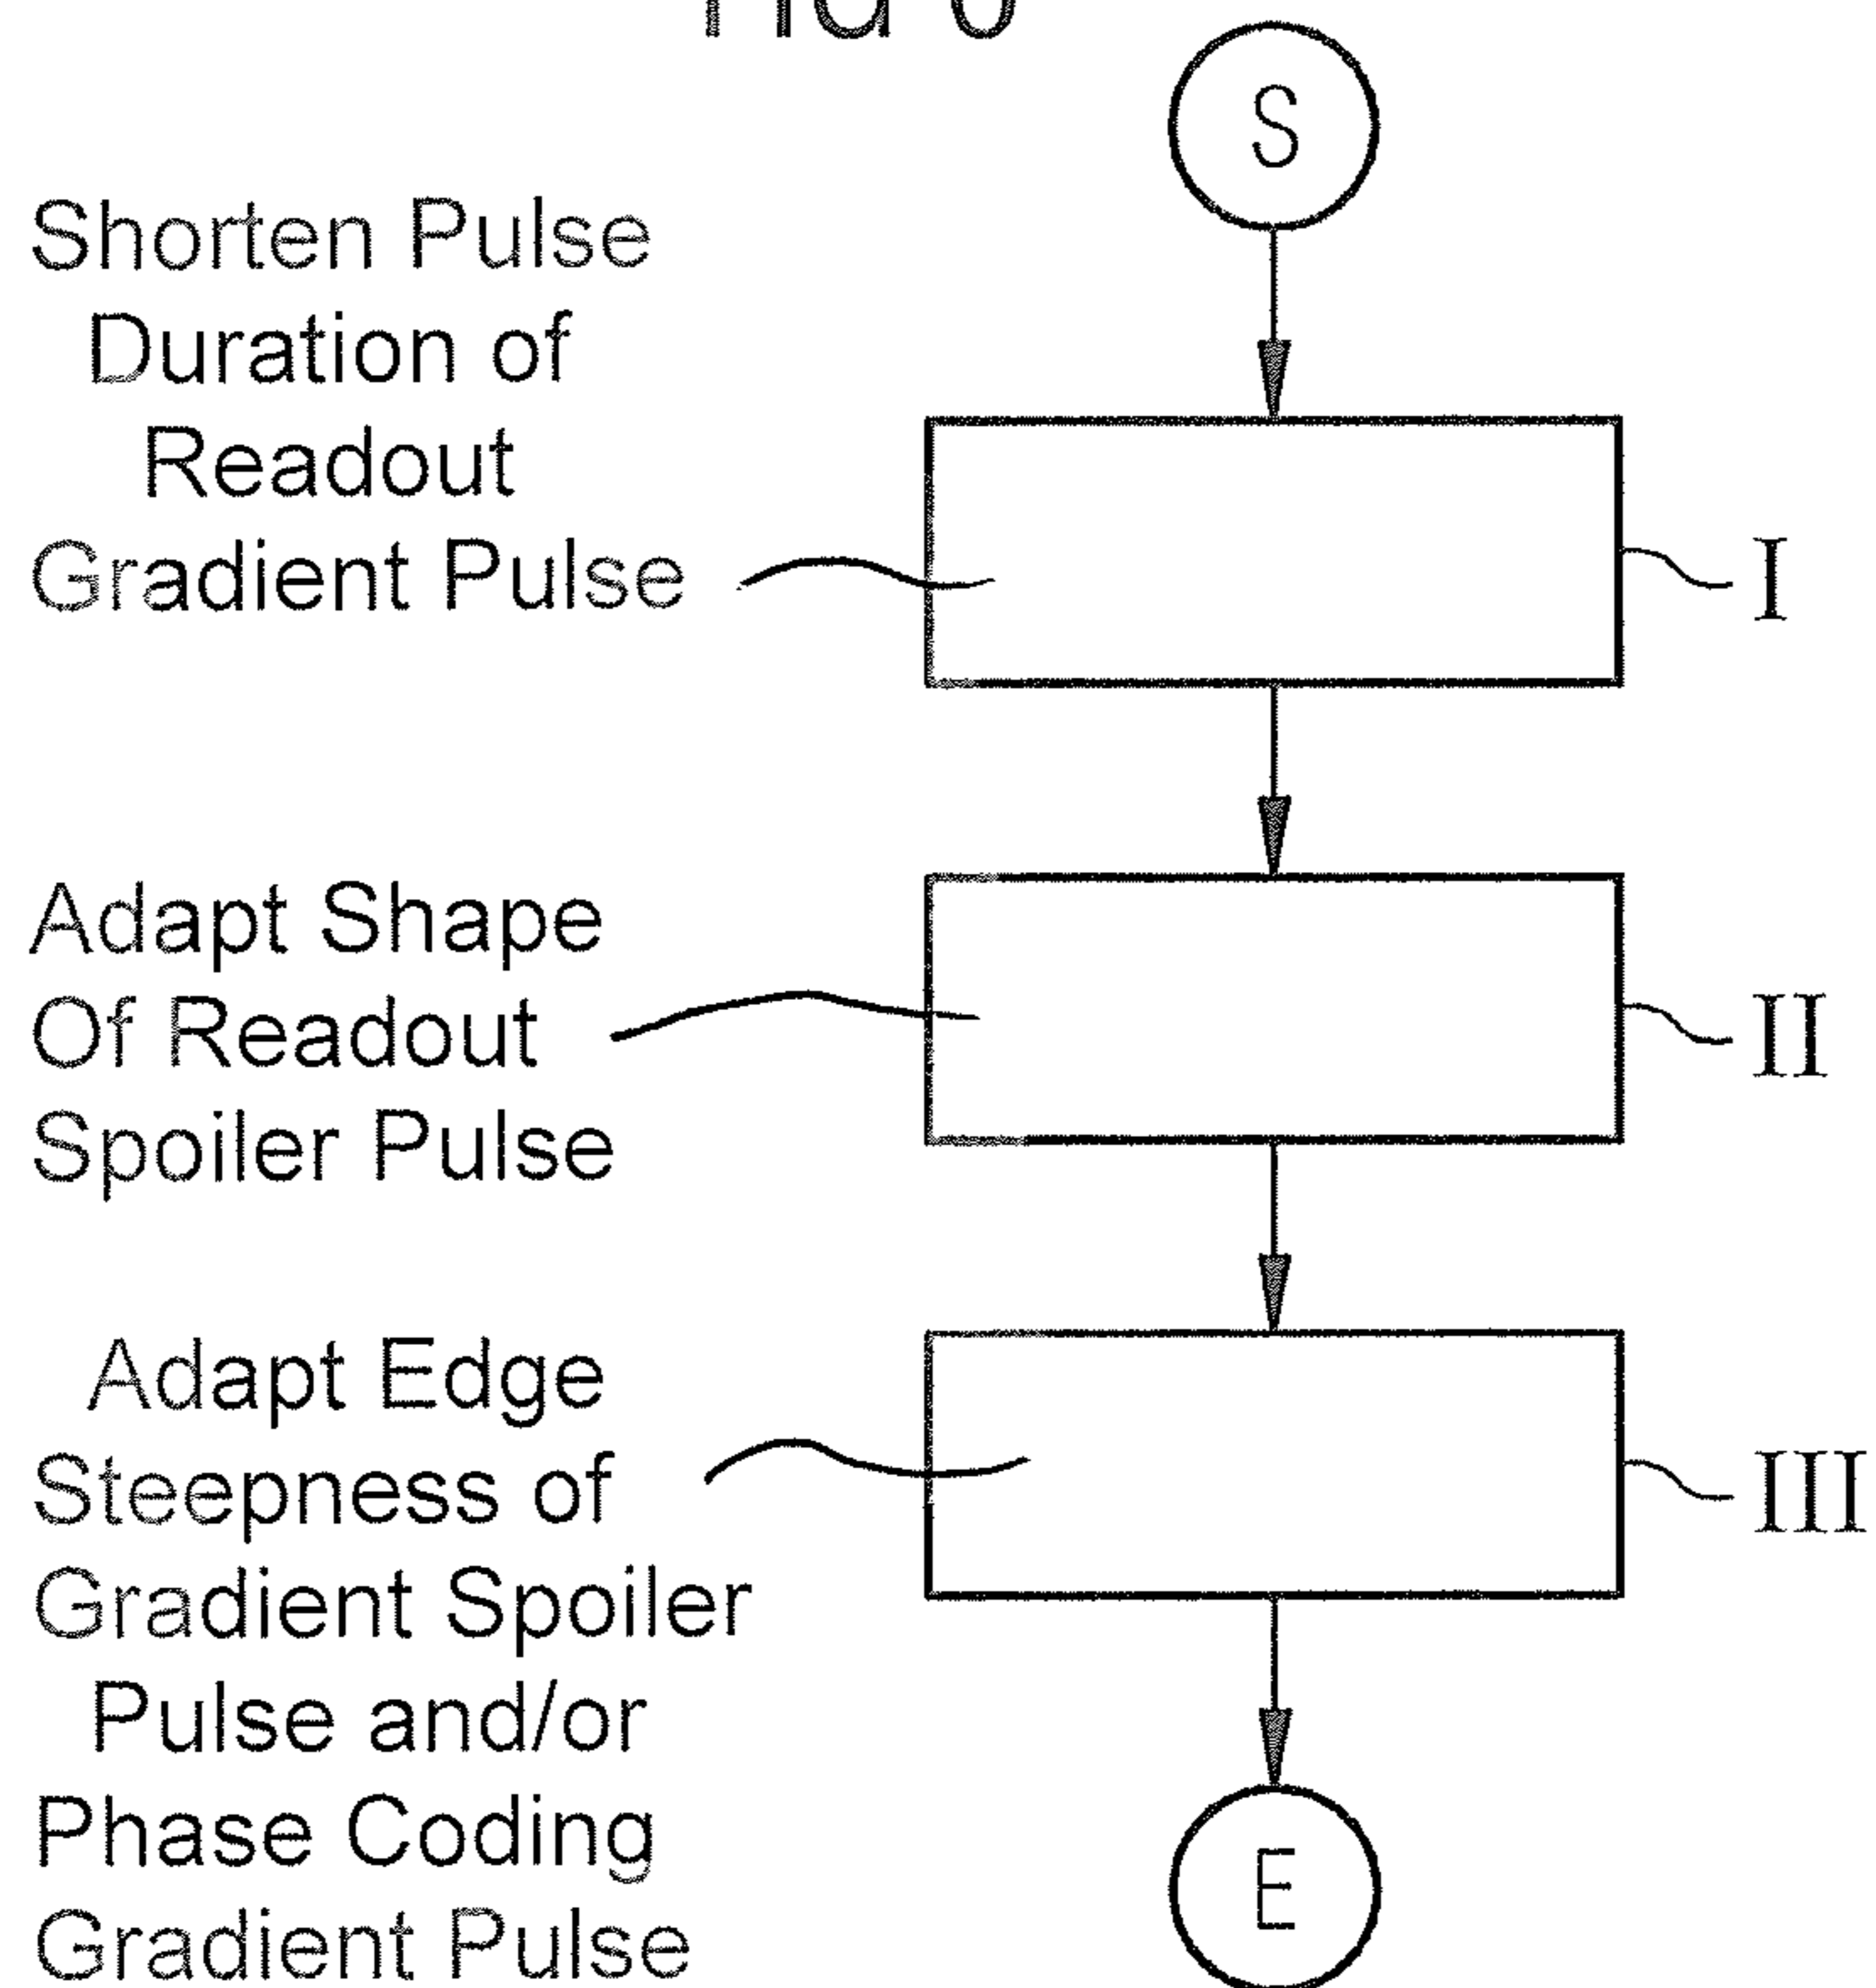 S
Shorten Pulse
Duration of
Readout
Gradient Pulse
I
Adapt Shape
Of Readout
Spoiler Pulse
II
Adapt Edge
Steepness of
Gradient Spoiler
Pulse and/or
Phase Coding
Gradient Pulse
III
E